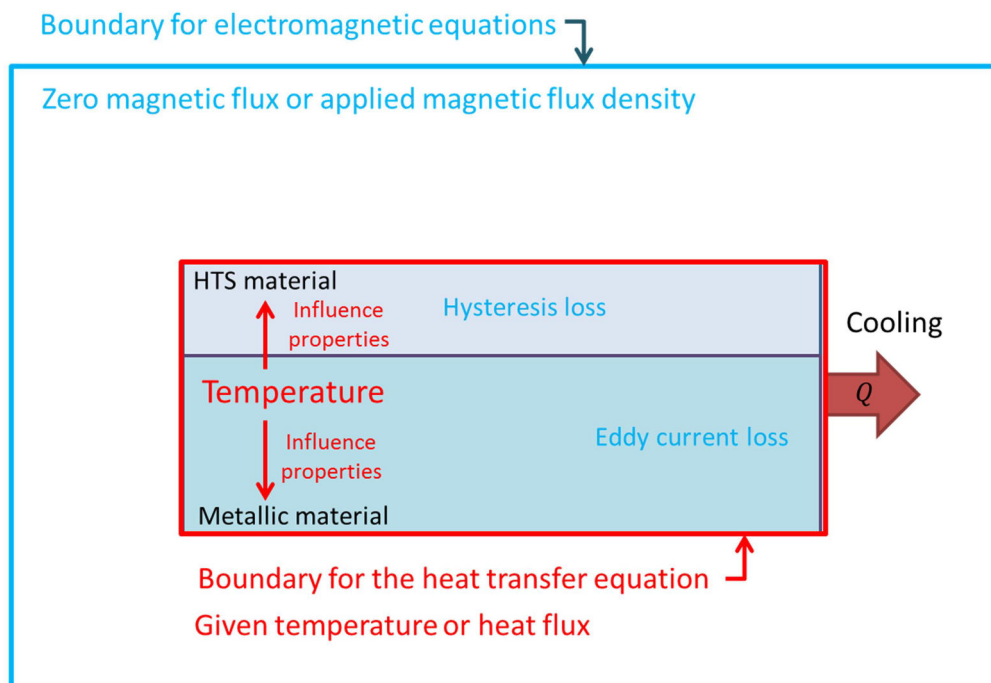 Boundary for electromagnetic equations
Zero magnetic flux or applied magnetic flux density
HTS material
Influence
properties
Hysteresis loss
Cooling
Temperature
Q
Influence
properties
Eddy current loss
Metallic material
Boundary for the heat transfer equation
Given temperature or heat flux